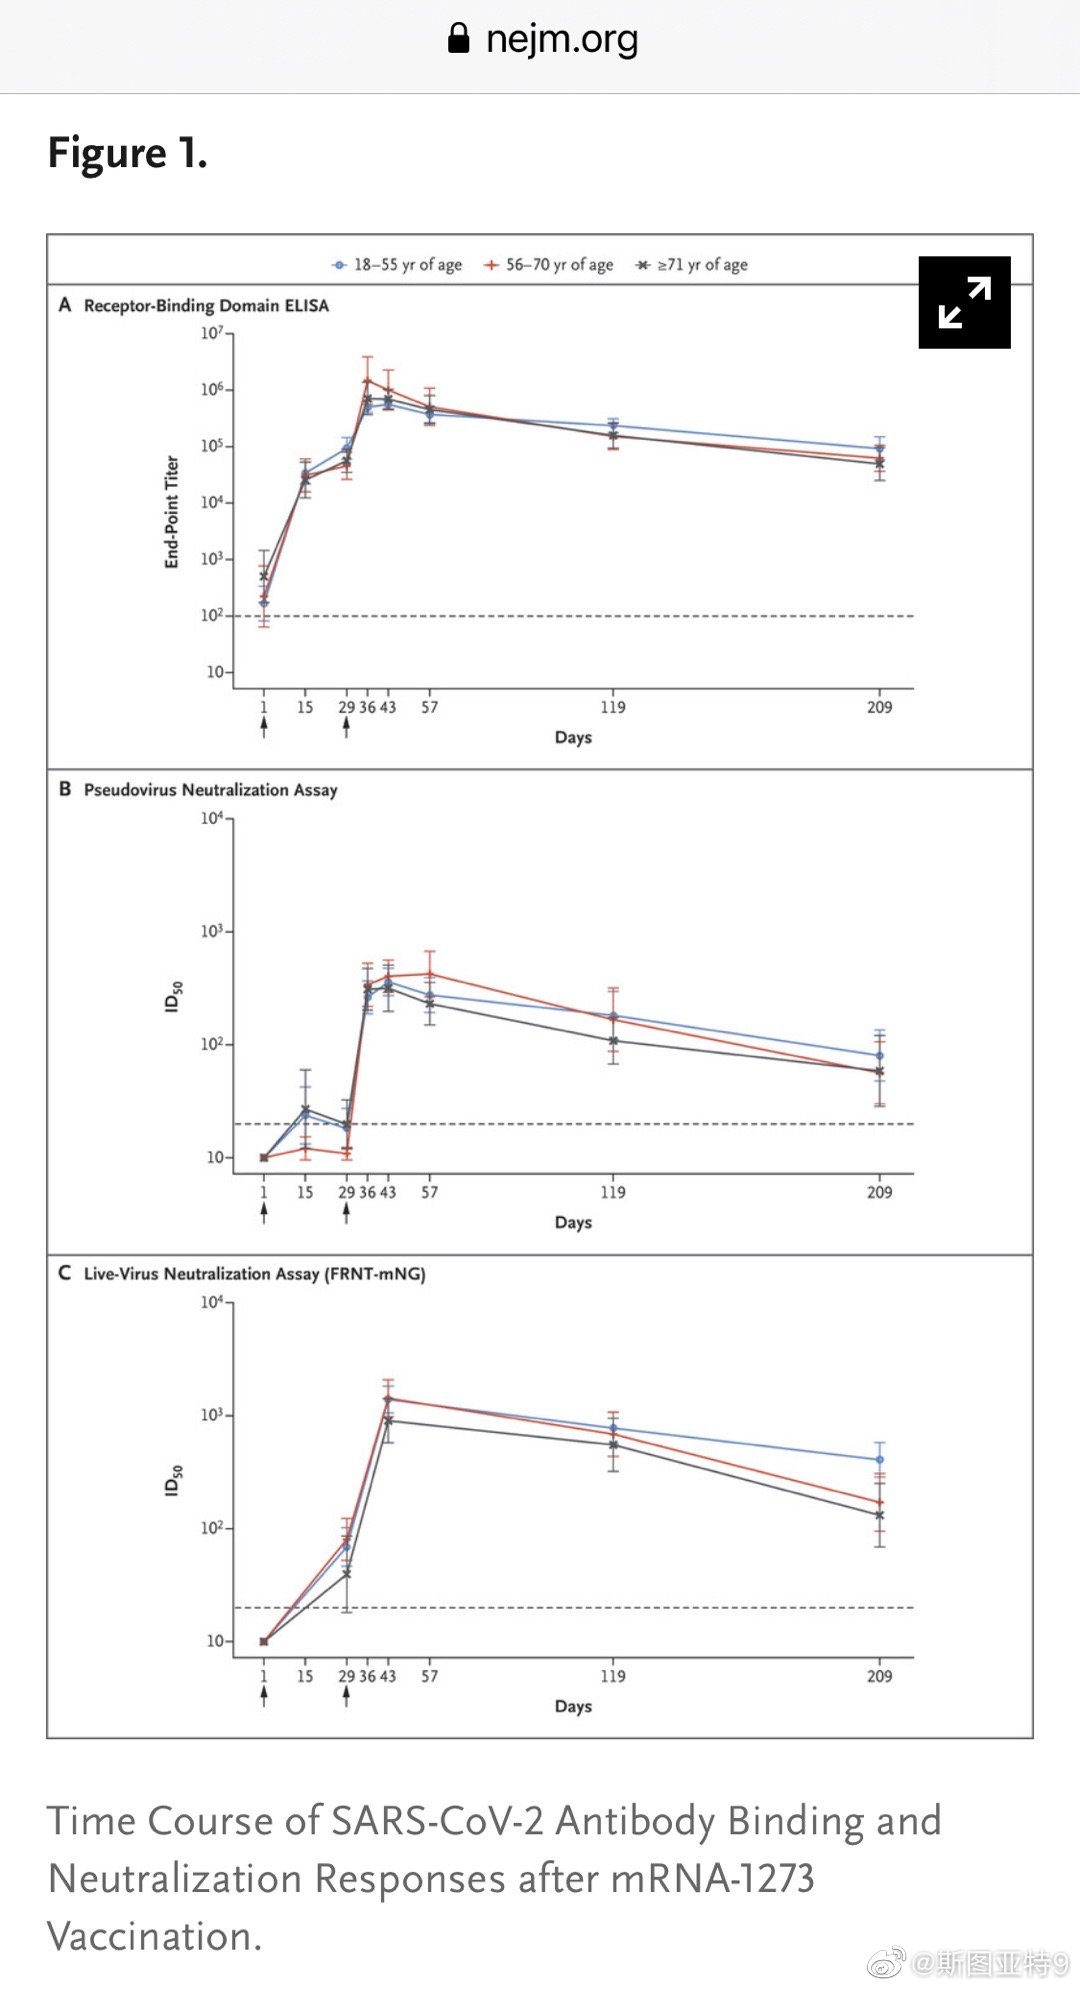 nejm.org
Figure 1.
18–55 yr of age 56–70 yr of age ≥71 yr of age
A Receptor-Binding Domain ELISA
10⁷
10⁶
10⁵
10⁴
10³
10²
10
End-Point Titer
1 15 29 36 43 57 119 209
Days
B Pseudovirus Neutralization Assay
10⁴
10³
10²
10
ID₅₀
1 15 29 36 43 57 119 209
Days
C Live-Virus Neutralization Assay (FRNT-mNG)
10⁴
10³
10²
10
ID₅₀
1 15 29 36 43 57 119 209
Days
Time Course of SARS-CoV-2 Antibody Binding and
Neutralization Responses after mRNA-1273
Vaccination.
@斯图亚特9